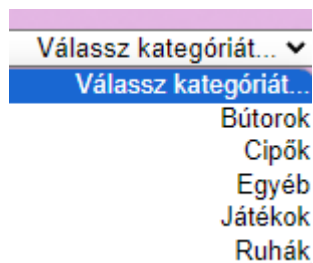 Válassz kategóriát...
Válassz kategóriát...
Bútorok
Cipők
Egyéb
Játékok
Ruhák